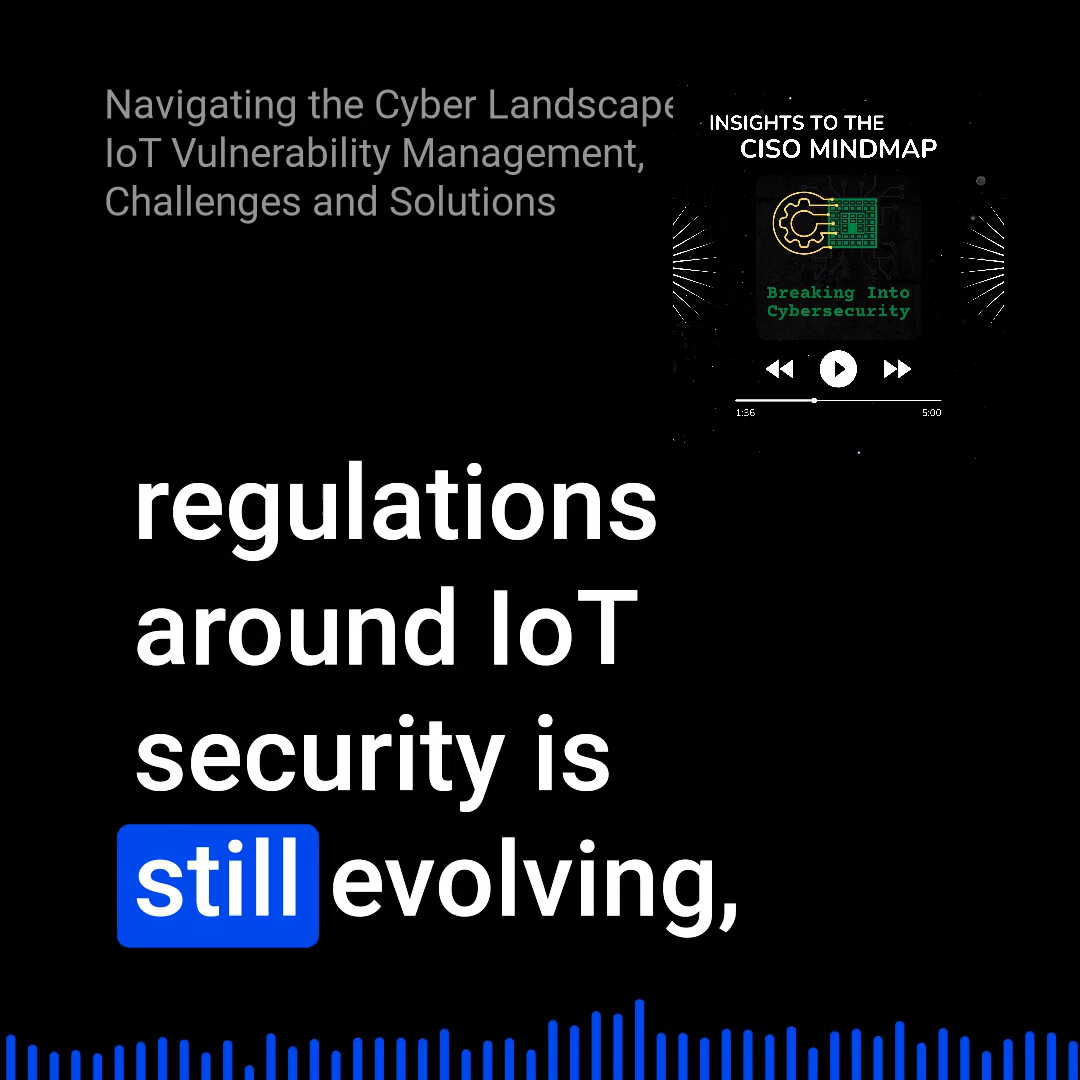 Navigating the Cyber Landscape
IoT Vulnerability Management,
Challenges and Solutions
INSIGHTS TO THE
CISO MINDMAP
Breaking Into
Cybersecurity
1:36
5:00
regulations
around IoT
security is
still evolving,